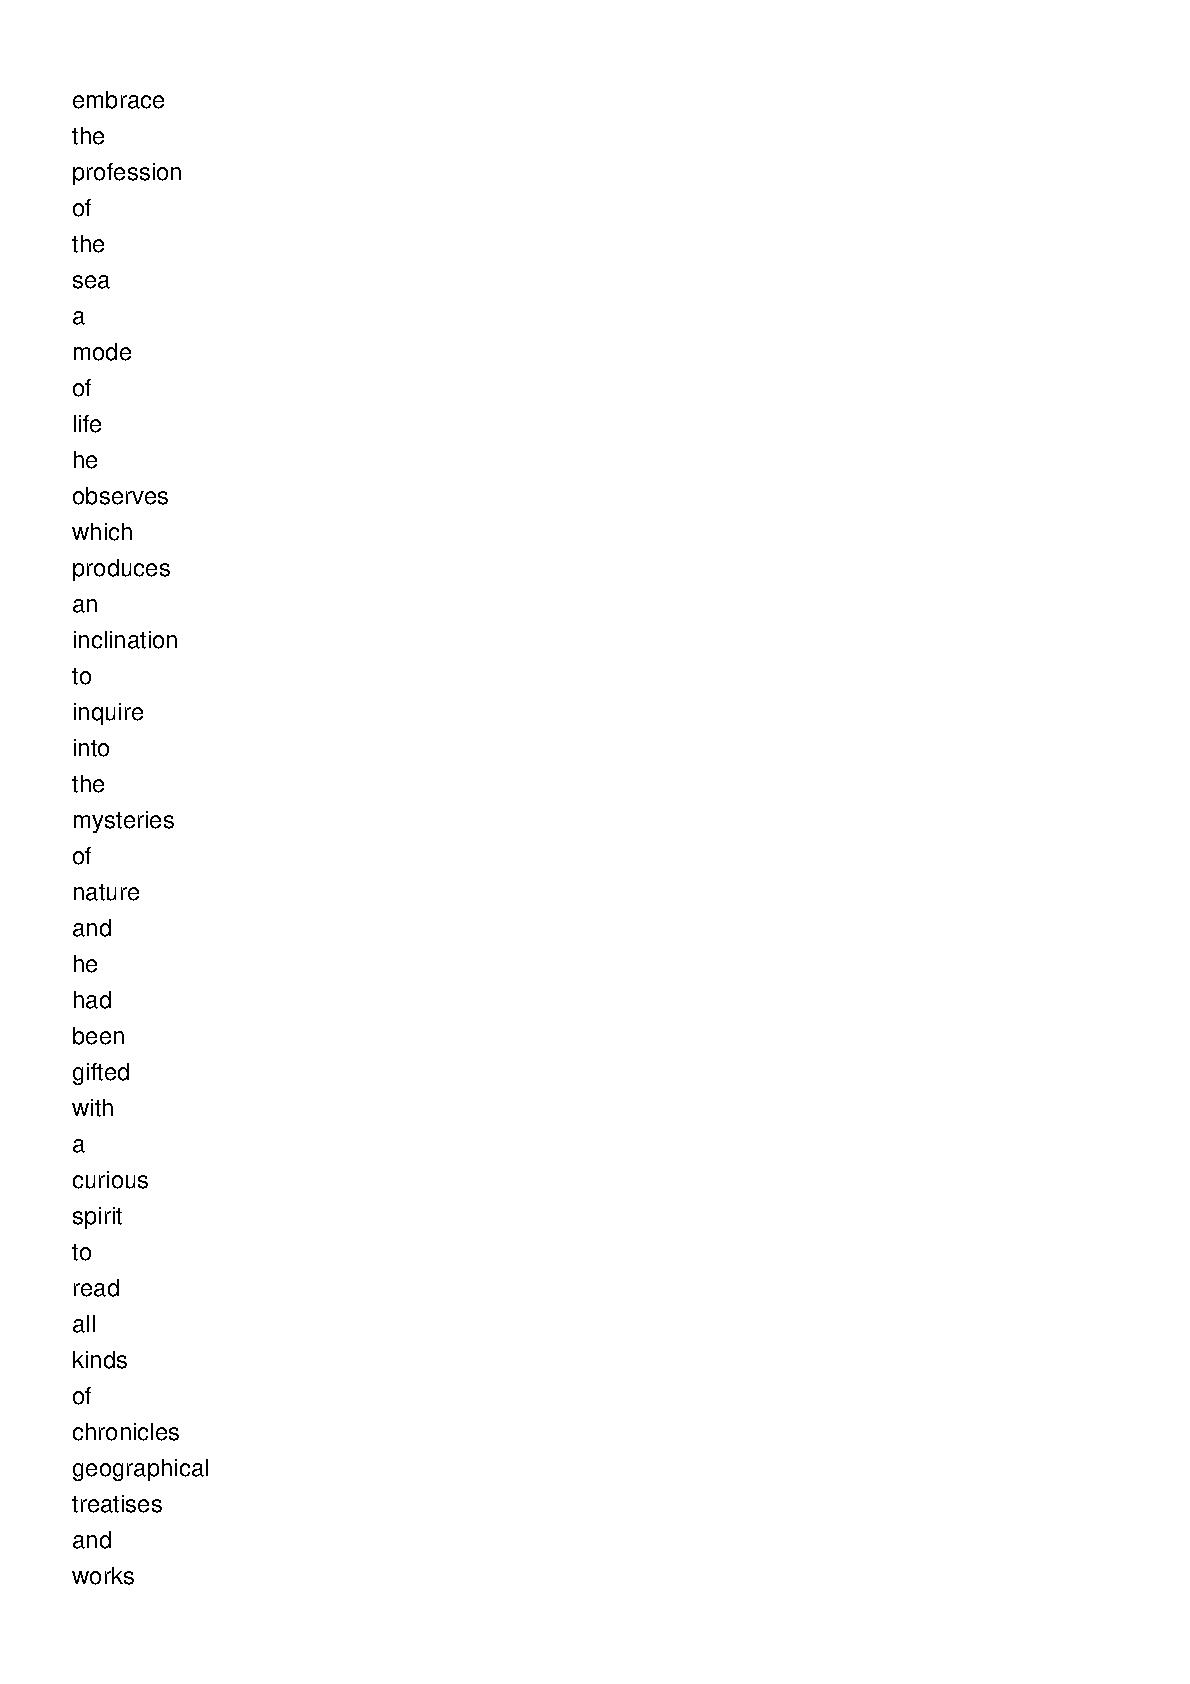 embrace
the
profession
of
the
sea
a
mode
of
life
he
observes
which
produces
an
inclination
to
inquire
into
the
mysteries
of
nature
and
he
had
been
gifted
with
a
curious
spirit
to
read
all
kinds
of
chronicles
geographical
treatises
and
works